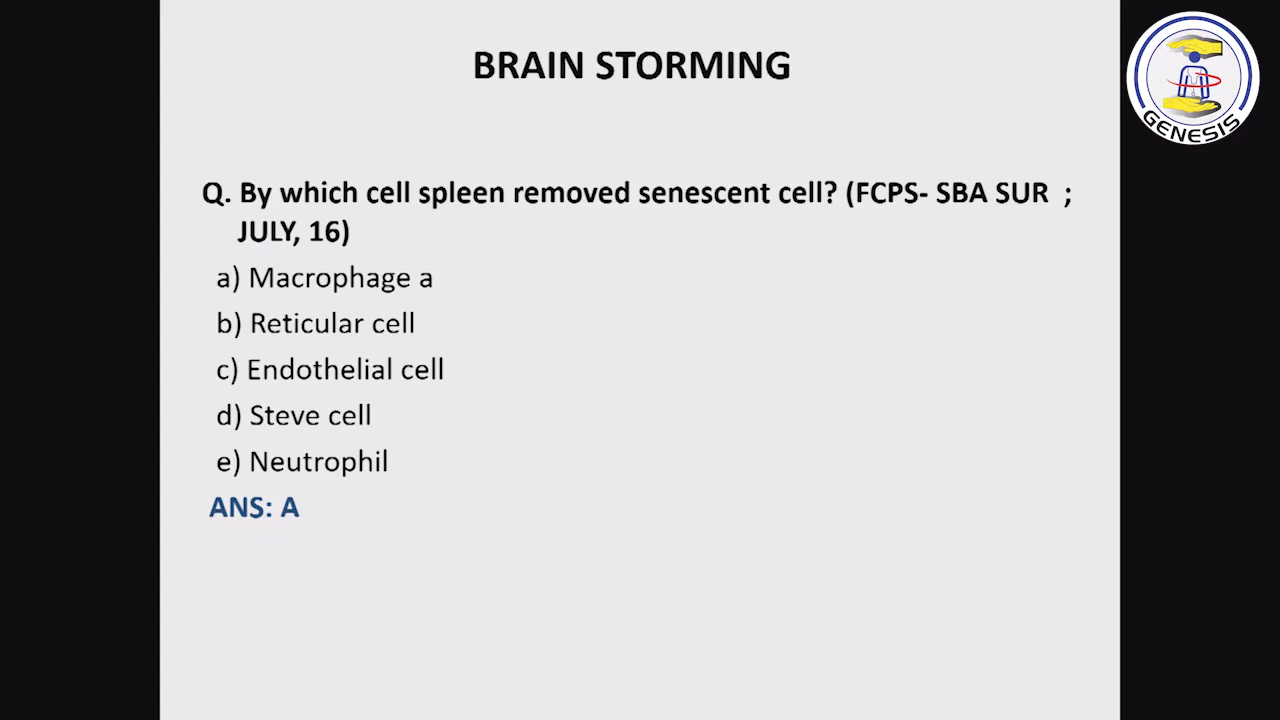 BRAIN STORMING
GENESIS
Q. By which cell spleen removed senescent cell? (FCPS- SBA SUR ;
JULY, 16)
a) Macrophage a
b) Reticular cell
c) Endothelial cell
d) Steve cell
e) Neutrophil
ANS: A